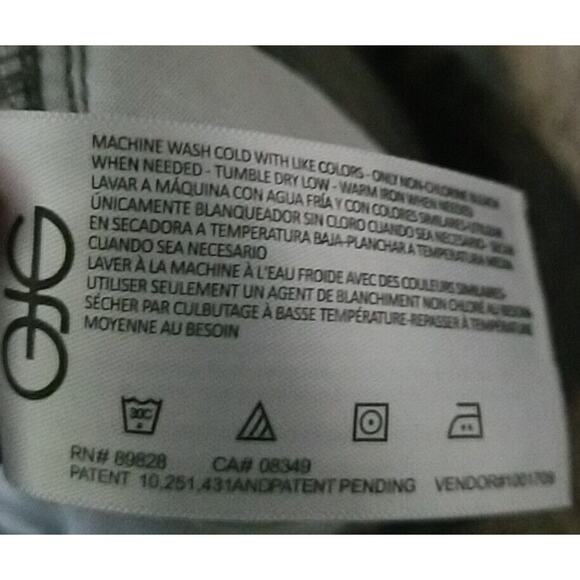 MACHINE WASH COLD WITH LIKE COLORS - ONLY NON-CHLORINE BLEACH
WHEN NEEDED - TUMBLE DRY LOW - WARM IRON WHEN NEEDED
LAVAR A MÁQUINA CON AGUA FRÍA Y CON COLORES SIMILARES-UTILIZAR
ÚNICAMENTE BLANQUEADOR SIN CLORO CUANDO SEA NECESARIO- SECAR
EN SECADORA A TEMPERATURA BAJA-PLANCHAR A TEMPERATURA MEDIA
CUANDO SEA NECESARIO
LAVER À LA MACHINE À L'EAU FROIDE AVEC DES COULEURS SIMILAIRES-
UTILISER SEULEMENT UN AGENT DE BLANCHIMENT NON CHLORÉ AU BESOIN-
SÉCHER PAR CULBUTAGE À BASSE TEMPÉRATURE-REPASSER À TEMPÉRATURE
MOYENNE AU BESOIN
30C
RN# 89828 CA# 08349
PATENT 10,251,431ANDPATENT PENDING VENDOR#1001709